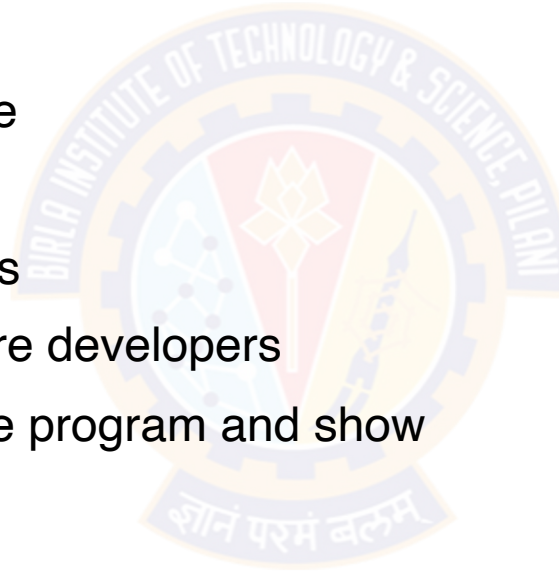 BIRLA INSTITUTE OF TECHNOLOGY & SCIENCE, PILANI
e
s
re developers
e program and show
ज्ञानं परमं बलम्